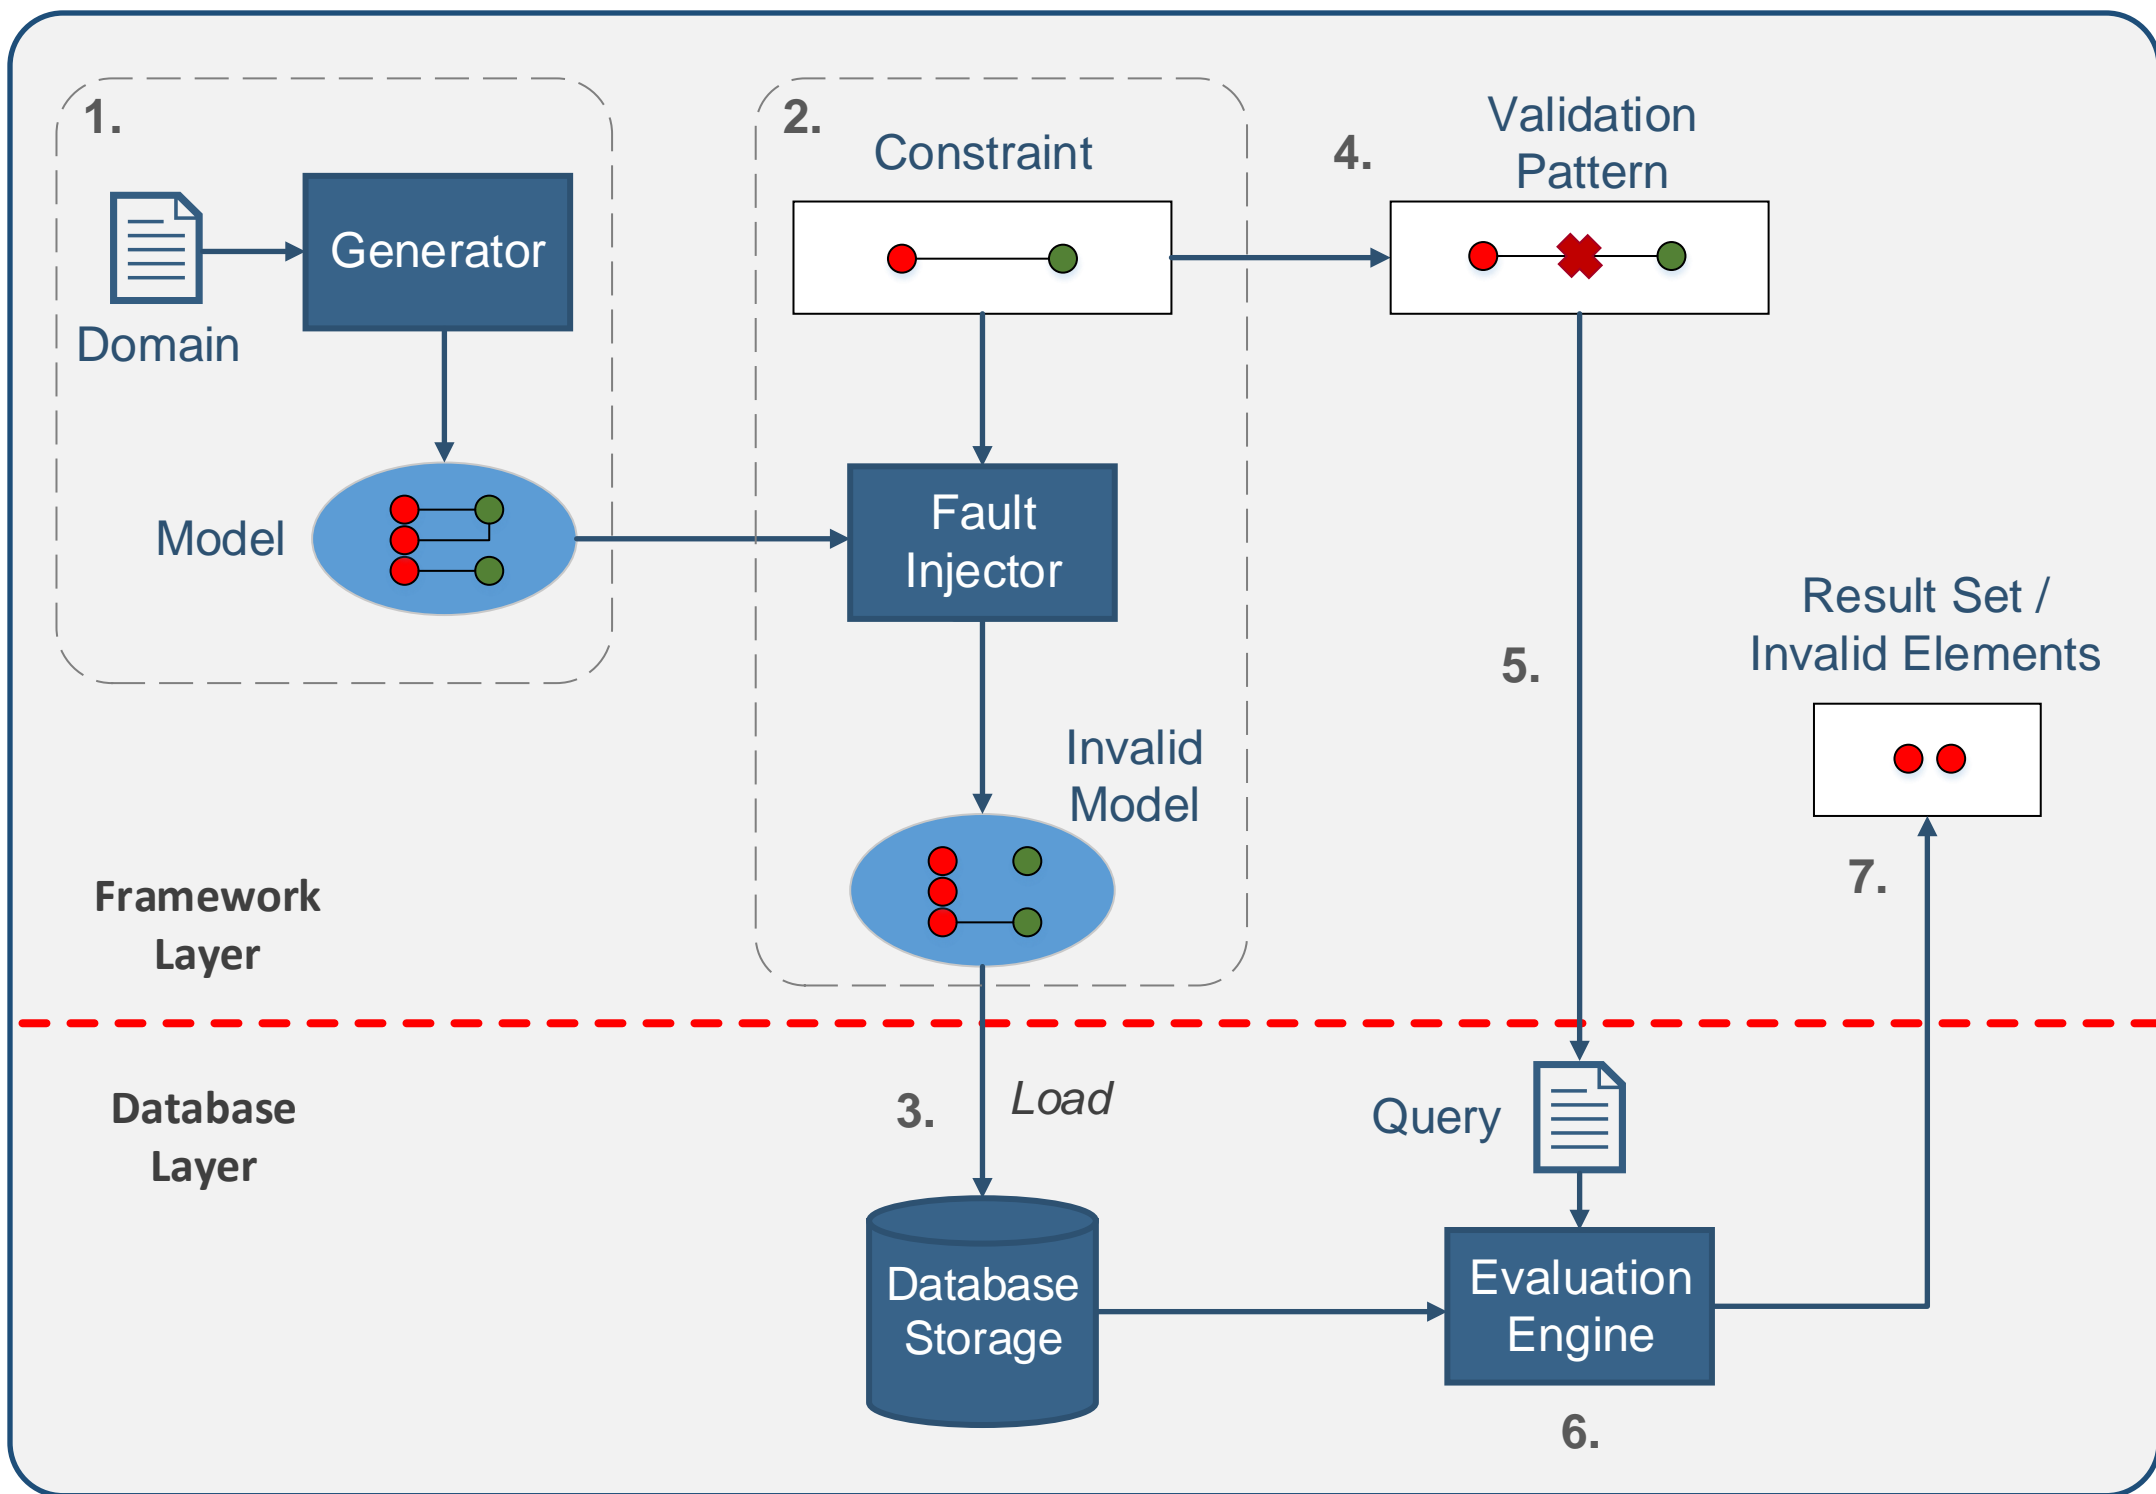 1.
Generator
Domain
Model
2.
Constraint
Fault
Injector
Invalid
Model
4.
Validation
Pattern
5.
Result Set /
Invalid Elements
7.
Framework
Layer
Database
Layer
3.
Load
Query
Database
Storage
Evaluation
Engine
6.